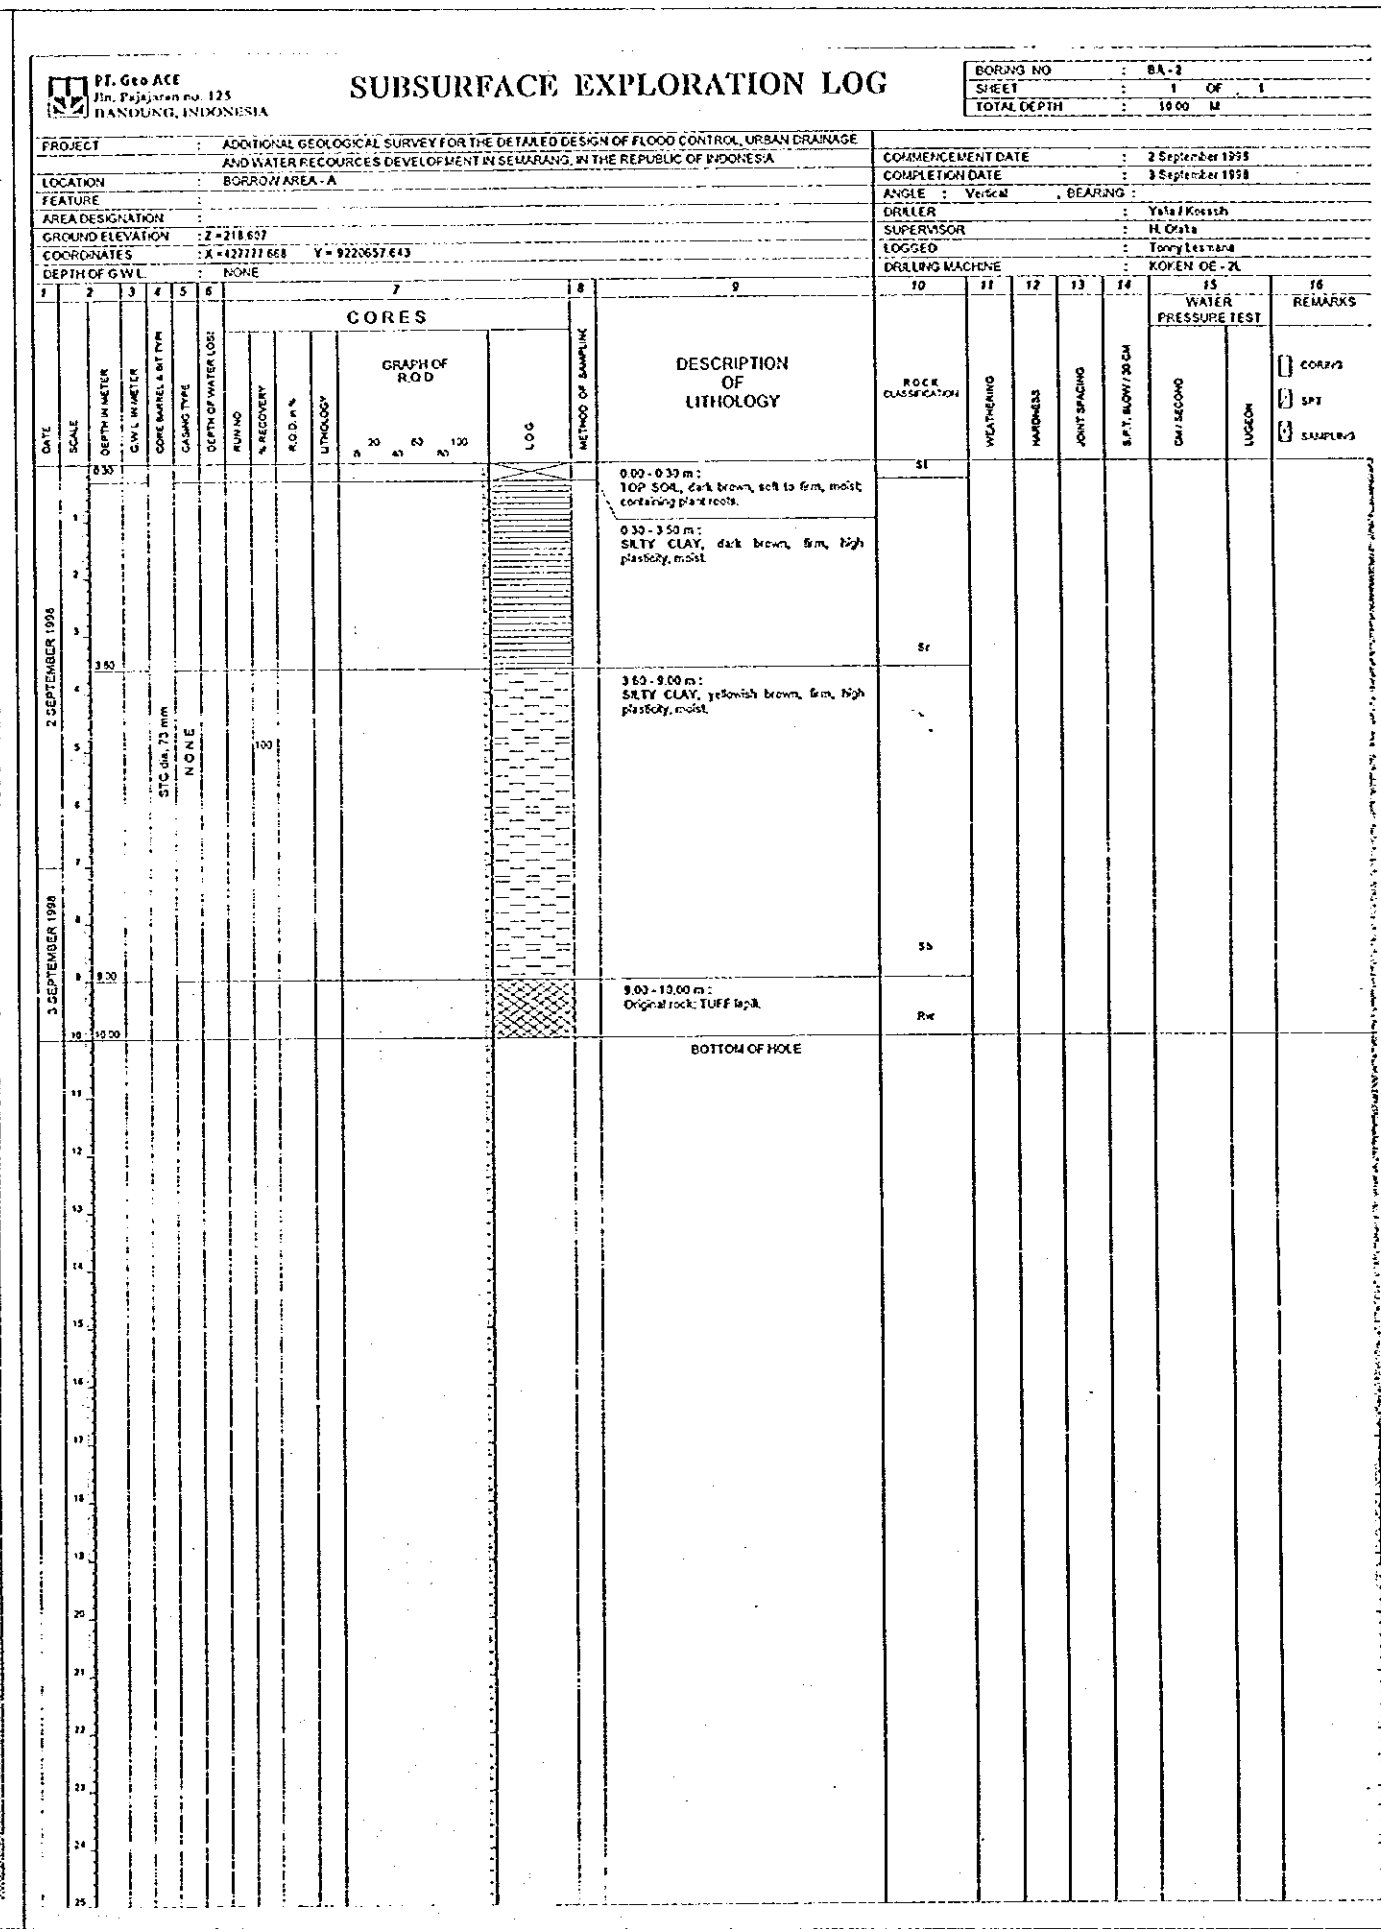 PT. Geo ACE
Jln. Pajajaran no. 125
BANDUNG, INDONESIA
SUBSURFACE EXPLORATION LOG
BORING NO : BA - 2
SHEET : 1 OF 1
TOTAL DEPTH : 10.00 M
PROJECT : ADDITIONAL GEOLOGICAL SURVEY FOR THE DETAILED DESIGN OF FLOOD CONTROL, URBAN DRAINAGE
AND WATER RECOURCES DEVELOPMENT IN SEMARANG, IN THE REPUBLIC OF INDONESIA
LOCATION : BORROW AREA - A
FEATURE :
AREA DESIGNATION :
GROUND ELEVATION : Z = 218.607
COORDINATES : X = 427777.668 Y = 9220657.643
DEPTH OF G.W.L. : NONE
COMMENCEMENT DATE : 2 September 1998
COMPLETION DATE : 3 September 1998
ANGLE : Vertical , BEARING :
DRILLER : Yata / Kosasih
SUPERVISOR :
LOGGED : Tonny Lesmana
DRILLING MACHINE : KOKEN OE - 2L
1 2 3 4 5 6 7 8 9 10 11 12 13 14 15 16
DATE
SCALE
DEPTH IN METER
G.W.L. IN METER
CORE BARREL & BIT TYPE
CASING TYPE
DEPTH OF WATER LOSS
CORES
RUN NO
% RECOVERY
R.Q.D. in %
LITHOLOGY
GRAPH OF
R.Q.D
20 60 100
0 40 80
LOG
METHOD OF SAMPLING
DESCRIPTION
OF
LITHOLOGY
ROCK
CLASSIFICATION
WEATHERING
HARDNESS
JOINT SPACING
S.P.T. BLOW / 30 CM
WATER
PRESSURE TEST
CM / SECOND
LUGEON
REMARKS
CORING
SPT
SAMPLING
2 SEPTEMBER 1998
3 SEPTEMBER 1998
0.30
3.50
9.00
10.00
STC dia, 73 mm
NONE
100
0.00 - 0.30 m :
TOP SOIL, dark brown, soft to firm, moist,
containing plant roots.
St
0.30 - 3.50 m :
SILTY CLAY, dark brown, firm, high
plasticity, moist.
Sr
3.60 - 9.00 m :
SILTY CLAY, yellowish brown, firm, high
plasticity, moist.
Sb
9.00 - 10.00 m :
Original rock: TUFF lapili.
Rw
BOTTOM OF HOLE
1
2
3
4
5
6
7
8
9
10
11
12
13
14
15
16
17
18
19
20
21
22
23
24
25